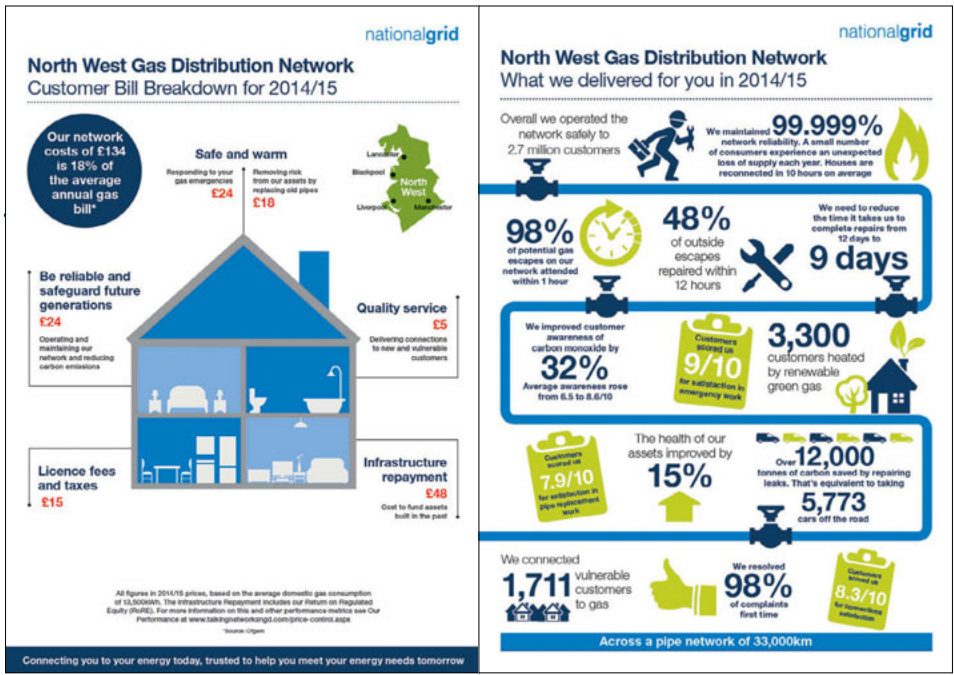 nationalgrid
North West Gas Distribution Network
Customer Bill Breakdown for 2014/15
Our network
costs of £134
is 18% of
the average
annual gas
bill*
Safe and warm
Responding to your
gas emergencies
£24
Removing risk
from our assets by
replacing old pipes
£18
Lancaster
Blackpool
North
West
Liverpool
Manchester
Be reliable and
safeguard future
generations
£24
Operating and
maintaining our
network and reducing
carbon emissions
Quality service
£5
Delivering connections
to new and vulnerable
customers
Licence fees
and taxes
£15
Infrastructure
repayment
£48
Cost to fund assets
built in the past
All figures in 2014/15 prices, based on the average domestic gas consumption
of 13,500kWh. The Infrastructure Repayment includes our Return on Regulated
Equity (RoRE). For more information on this and other performance metrics see Our
Performance at www.talkingnetworkngd.com/price-control.aspx
*Source: Ofgem
Connecting you to your energy today, trusted to help you meet your energy needs tomorrow
nationalgrid
North West Gas Distribution Network
What we delivered for you in 2014/15
Overall we operated the
network safely to
2.7 million customers
We maintained 99.999%
network reliability. A small number
of consumers experience an unexpected
loss of supply each year. Houses are
reconnected in 10 hours on average
98%
of potential gas
escapes on our
network attended
within 1 hour
48%
of outside
escapes
repaired within
12 hours
We need to reduce
the time it takes us to
complete repairs from
12 days to
9 days
We improved customer
awareness of
carbon monoxide by
32%
Average awareness rose
from 6.5 to 8.6/10
Customers
scored us
9/10
for satisfaction in
emergency work
3,300
customers heated
by renewable
green gas
Customers
scored us
7.9/10
for satisfaction in
pipe replacement
work
The health of our
assets improved by
15%
Over 12,000
tonnes of carbon saved by repairing
leaks. That's equivalent to taking
5,773
cars off the road
We connected
1,711 vulnerable
customers
to gas
We resolved
98%
of complaints
first time
Customers
scored us
8.3/10
for connections
satisfaction
Across a pipe network of 33,000km